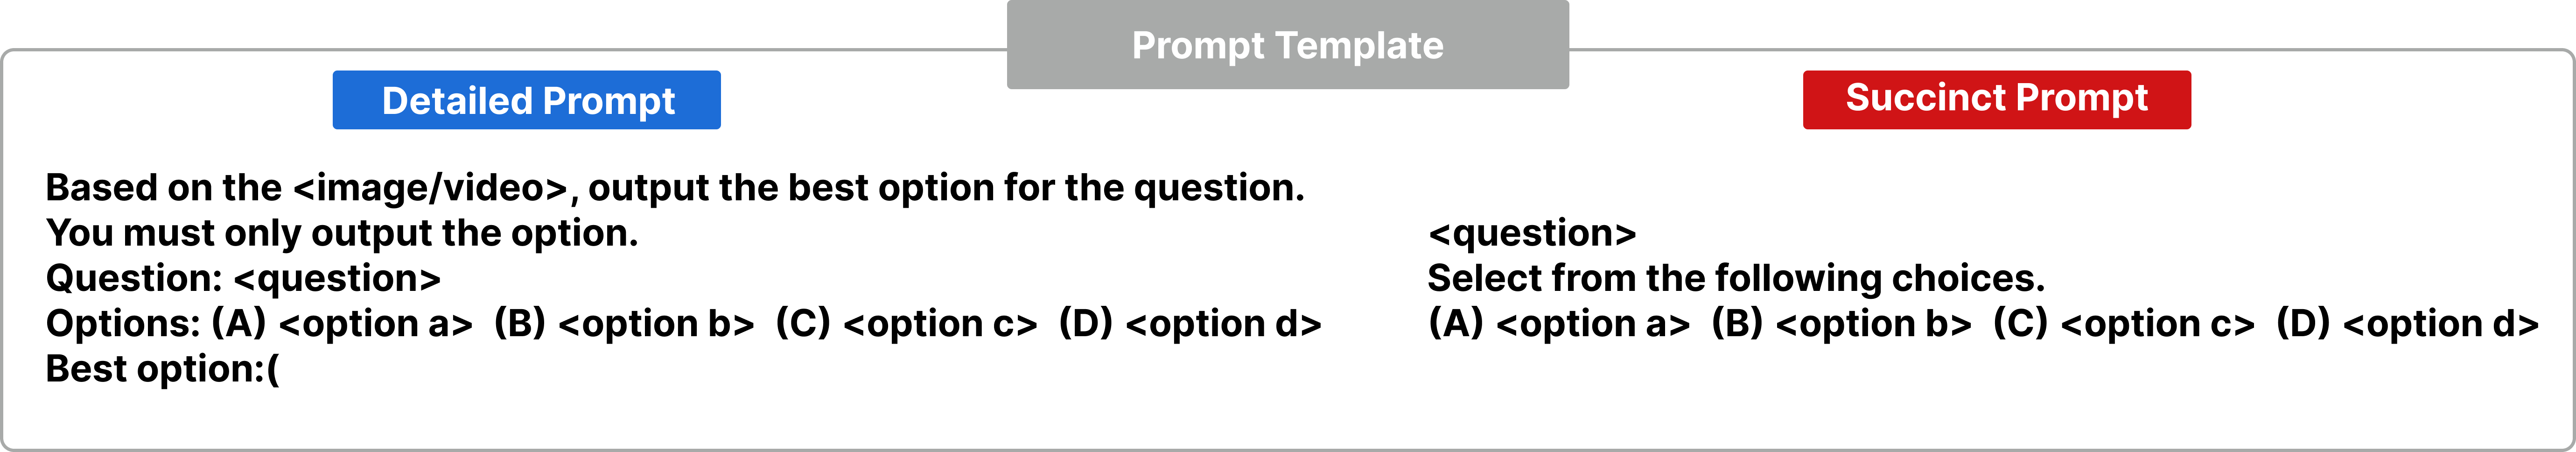 Prompt Template
Detailed Prompt
Based on the <image/video>, output the best option for the question.
You must only output the option.
Question: <question>
Options: (A) <option a>  (B) <option b>  (C) <option c>  (D) <option d>
Best option:(
Succinct Prompt
<question>
Select from the following choices.
(A) <option a>  (B) <option b>  (C) <option c>  (D) <option d>